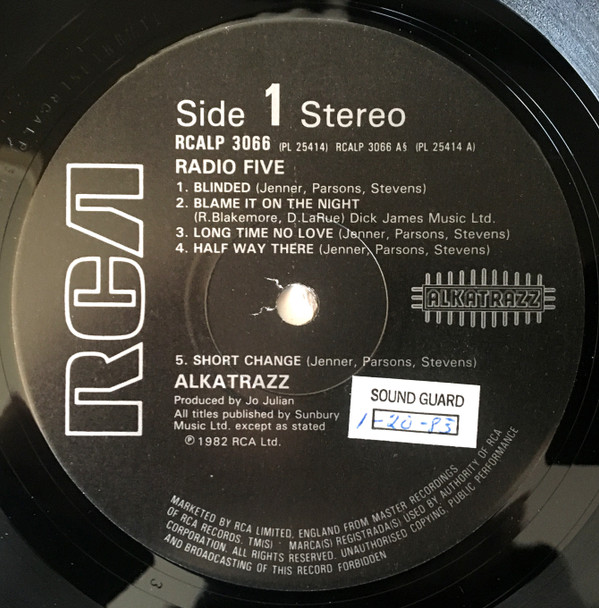 RCA
Side 1 Stereo
RCALP 3066 (PL 25414) RCALP 3066 A§ (PL 25414 A)
RADIO FIVE
1. BLINDED (Jenner, Parsons, Stevens)
2. BLAME IT ON THE NIGHT
(R.Blakemore, D.LaRue) Dick James Music Ltd.
3. LONG TIME NO LOVE (Jenner, Parsons, Stevens)
4. HALF WAY THERE (Jenner, Parsons, Stevens)
ALKATRAZZ
5. SHORT CHANGE (Jenner, Parsons, Stevens)
ALKATRAZZ
Produced by Jo Julian
All titles published by Sunbury
Music Ltd. except as stated
℗ 1982 RCA Ltd.
SOUND GUARD
1-20-83
MARKETED BY RCA LIMITED, ENGLAND FROM MASTER RECORDINGS
OF RCA RECORDS. TM(S) · MARCA(S) REGISTRADA(S) USED BY AUTHORITY OF RCA
CORPORATION. ALL RIGHTS RESERVED. UNAUTHORISED COPYING, PUBLIC PERFORMANCE
AND BROADCASTING OF THIS RECORD FORBIDDEN